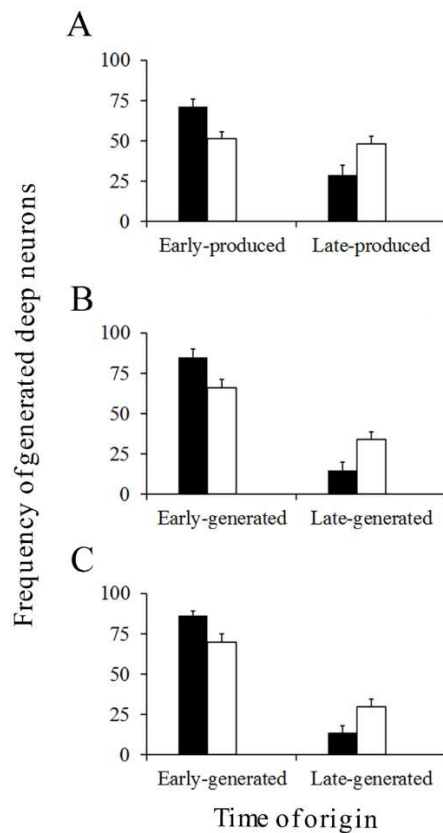 A
100
75
50
25
0
Early-produced Late-produced
B
100
75
50
25
0
Early-generated Late-generated
C
100
75
50
25
0
Early-generated Late-generated
Frequency of generated deep neurons
Time of origin